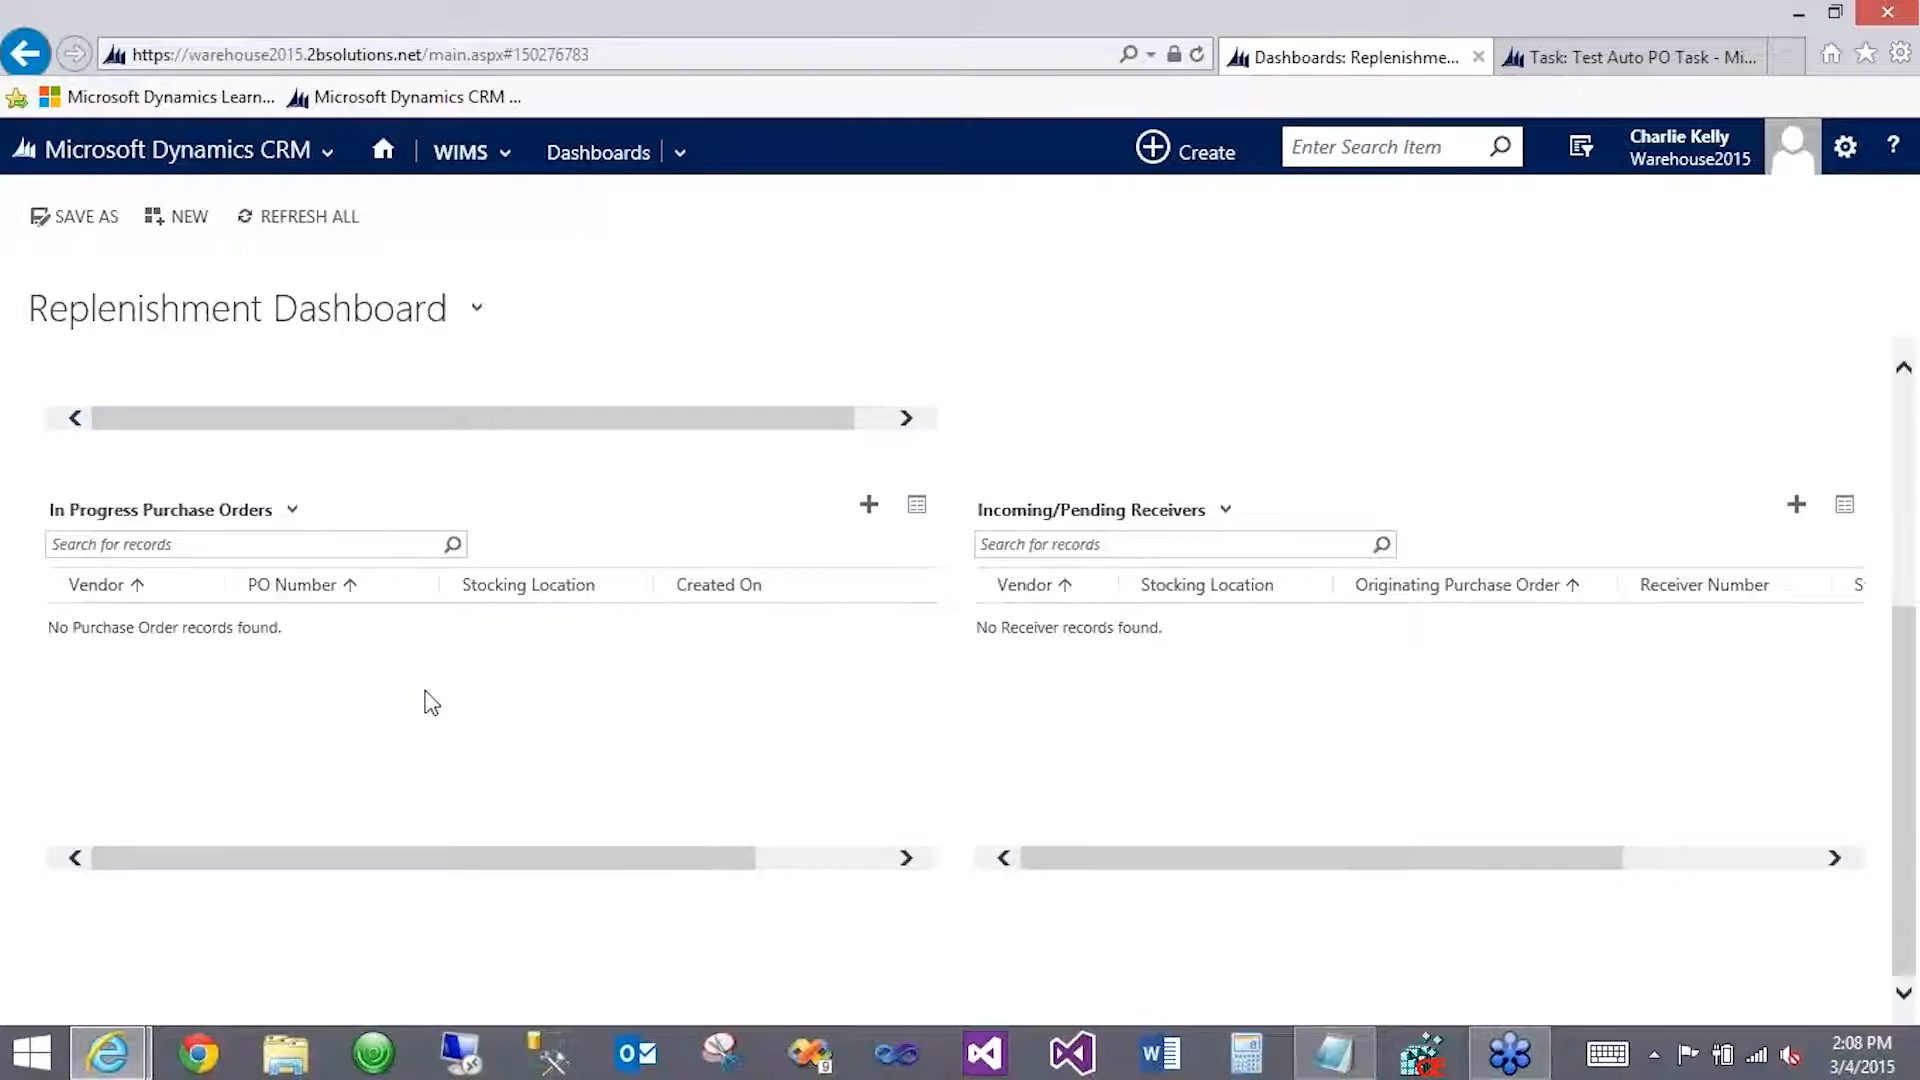 https://warehouse2015.2bsolutions.net/main.aspx#150276783
Dashboards: Replenishme...
Task: Test Auto PO Task - Mi...
Microsoft Dynamics Learn...
Microsoft Dynamics CRM ...
Microsoft Dynamics CRM
WIMS
Dashboards
Create
Enter Search Item
Charlie Kelly
Warehouse2015
?
SAVE AS
NEW
REFRESH ALL
Replenishment Dashboard
In Progress Purchase Orders
Search for records
Vendor
PO Number
Stocking Location
Created On
No Purchase Order records found.
Incoming/Pending Receivers
Search for records
Vendor
Stocking Location
Originating Purchase Order
Receiver Number
S
No Receiver records found.
2:08 PM
3/4/2015